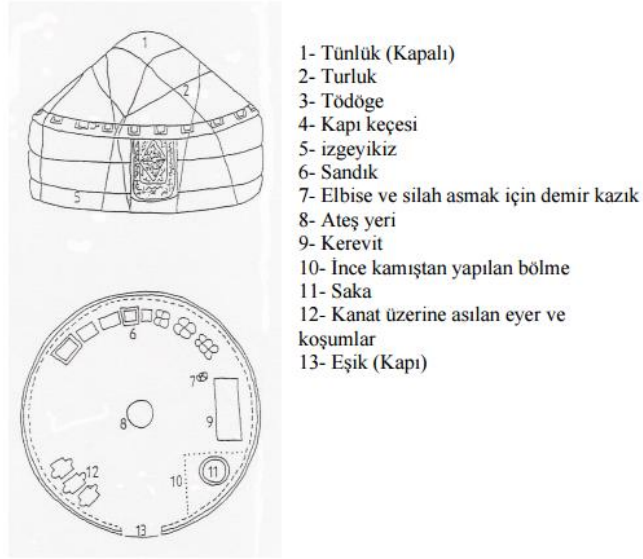 1
2
5
1- Tünlük (Kapalı)
2- Turluk
3- Tödöge
4- Kapı keçesi
5- izgeyikiz
6- Sandık
7- Elbise ve silah asmak için demir kazık
8- Ateş yeri
9- Kerevit
10- İnce kamıştan yapılan bölme
11- Saka
12- Kanat üzerine asılan eyer ve
koşumlar
13- Eşik (Kapı)
6
7
8
9
12
10
11
13